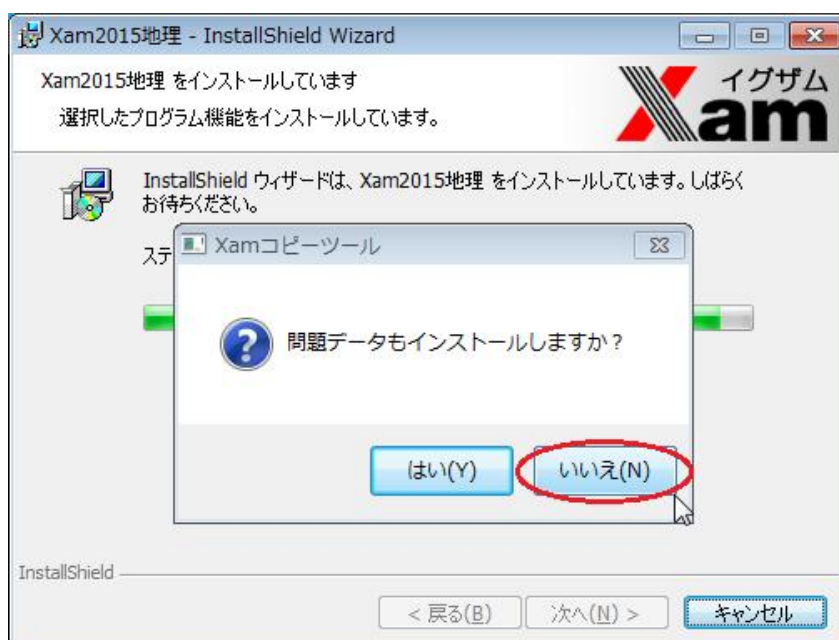 Xam2015地理 - InstallShield Wizard
Xam2015地理 をインストールしています
選択したプログラム機能をインストールしています。
イグザム
Xam
InstallShield ウィザードは、Xam2015地理 をインストールしています。しばらく
お待ちください。
ステ
Xamコピーツール
問題データもインストールしますか？
はい(Y)
いいえ(N)
InstallShield
< 戻る(B)
次へ(N) >
キャンセル